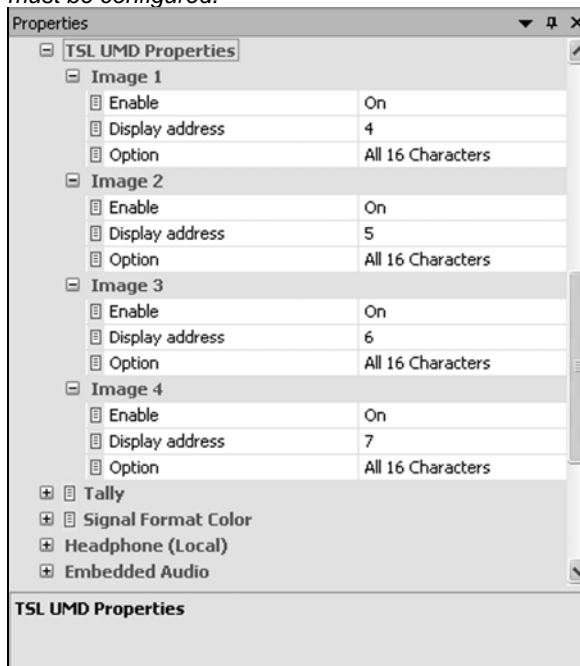 must be configured.
Properties
TSL UMD Properties
Image 1
Enable On
Display address 4
Option All 16 Characters
Image 2
Enable On
Display address 5
Option All 16 Characters
Image 3
Enable On
Display address 6
Option All 16 Characters
Image 4
Enable On
Display address 7
Option All 16 Characters
Tally
Signal Format Color
Headphone (Local)
Embedded Audio
TSL UMD Properties